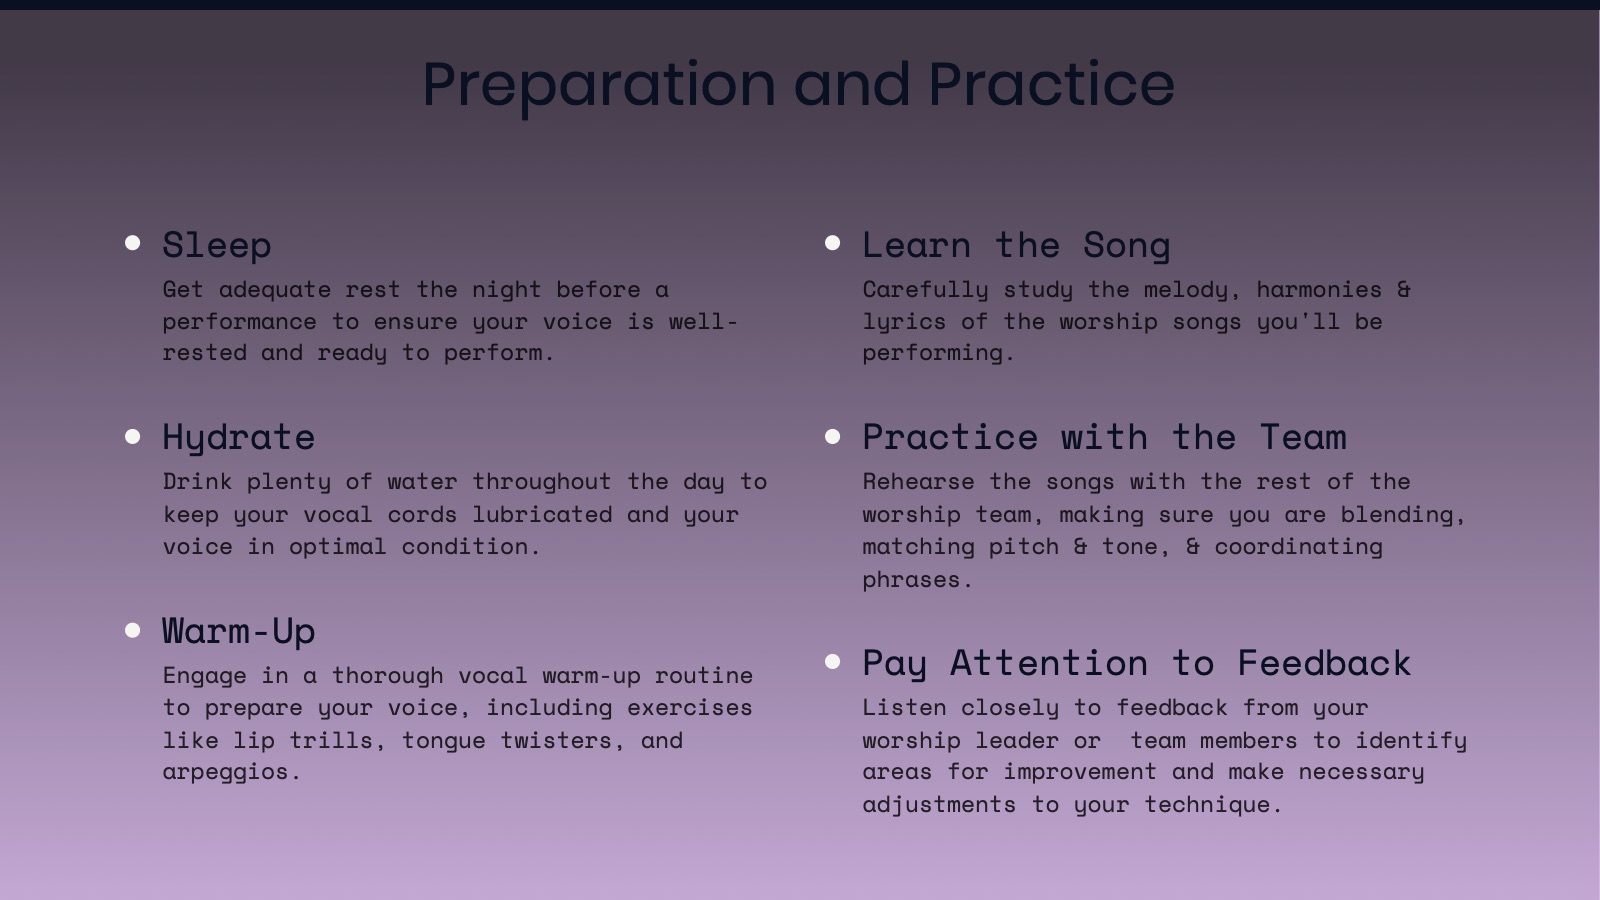 Preparation and Practice
Sleep
Get adequate rest the night before a
performance to ensure your voice is well-
rested and ready to perform.
Hydrate
Drink plenty of water throughout the day to
keep your vocal cords lubricated and your
voice in optimal condition.
Warm-Up
Engage in a thorough vocal warm-up routine
to prepare your voice, including exercises
like lip trills, tongue twisters, and
arpeggios.
Learn the Song
Carefully study the melody, harmonies &
lyrics of the worship songs you'll be
performing.
Practice with the Team
Rehearse the songs with the rest of the
worship team, making sure you are blending,
matching pitch & tone, & coordinating
phrases.
Pay Attention to Feedback
Listen closely to feedback from your
worship leader or  team members to identify
areas for improvement and make necessary
adjustments to your technique.